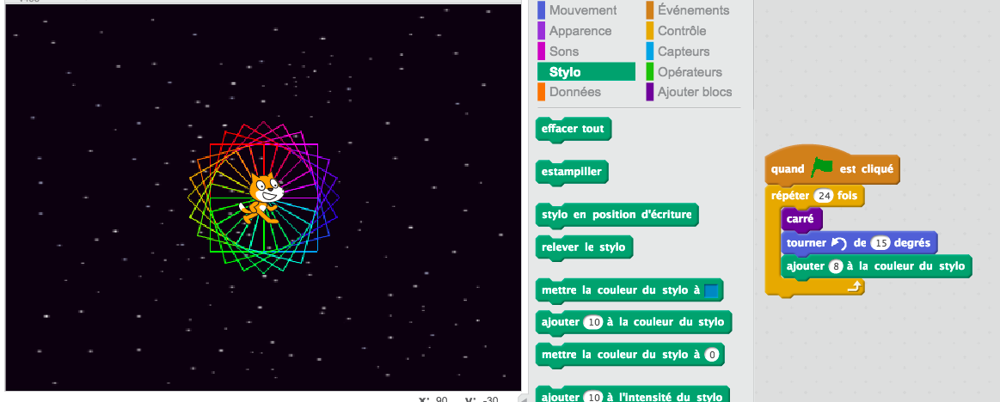 Mouvement
Événements
Apparence
Contrôle
Sons
Capteurs
Stylo
Opérateurs
Données
Ajouter blocs
effacer tout
estampiller
stylo en position d'écriture
relever le stylo
mettre la couleur du stylo à
ajouter 10 à la couleur du stylo
mettre la couleur du stylo à 0
ajouter 10 à l'intensité du stylo
quand est cliqué
répéter 24 fois
carré
tourner de 15 degrés
ajouter 8 à la couleur du stylo
x: 90 y: -30